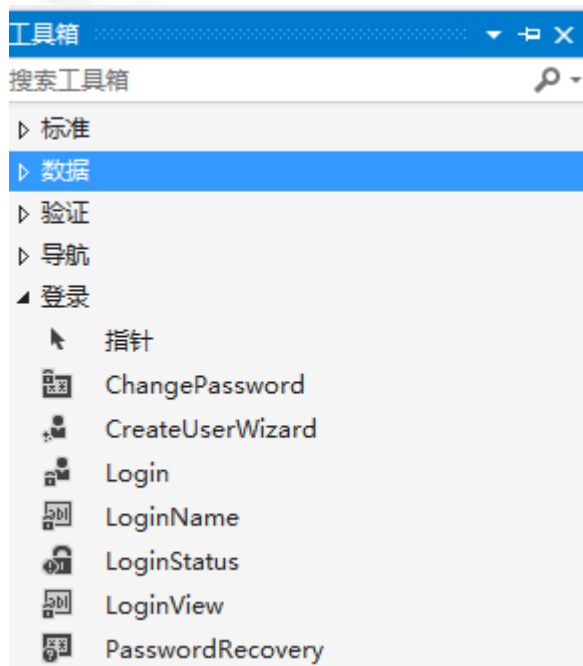 工具箱
搜索工具箱
标准
数据
验证
导航
登录
指针
ChangePassword
CreateUserWizard
Login
LoginName
LoginStatus
LoginView
PasswordRecovery